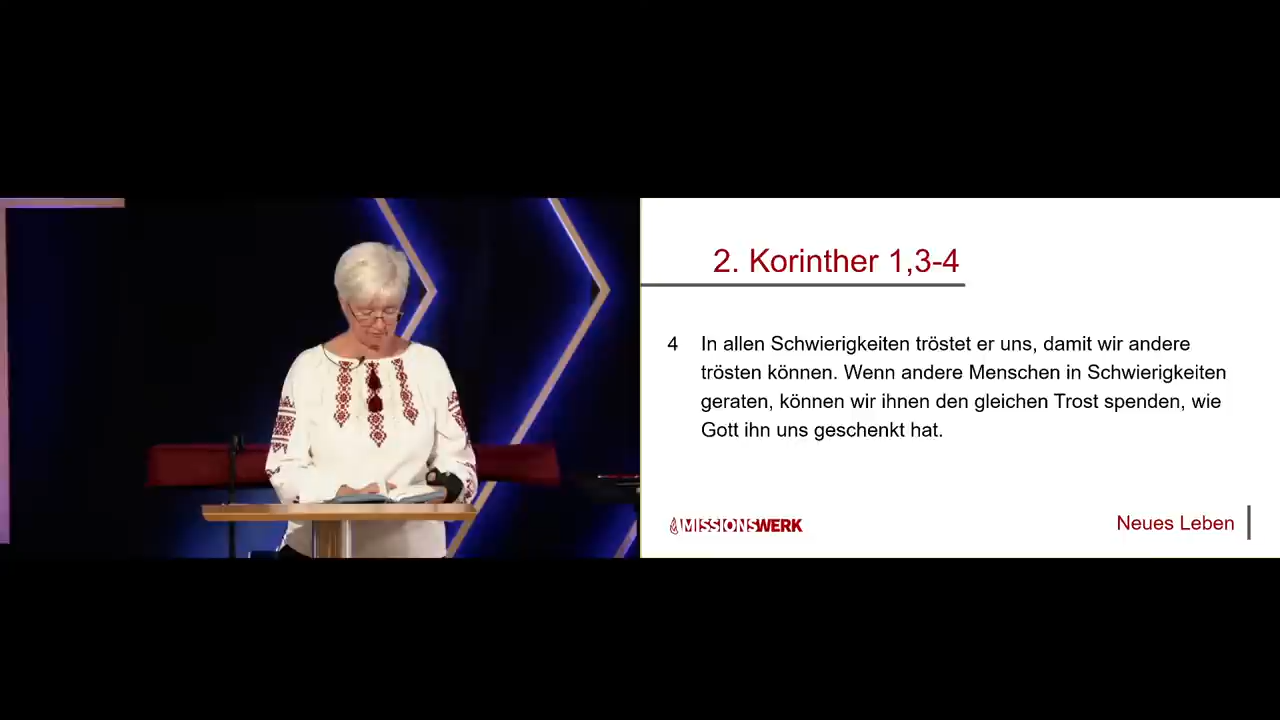 2. Korinther 1,3-4
4 In allen Schwierigkeiten tröstet er uns, damit wir andere
trösten können. Wenn andere Menschen in Schwierigkeiten
geraten, können wir ihnen den gleichen Trost spenden, wie
Gott ihn uns geschenkt hat.
MISSIONSWERK
Neues Leben